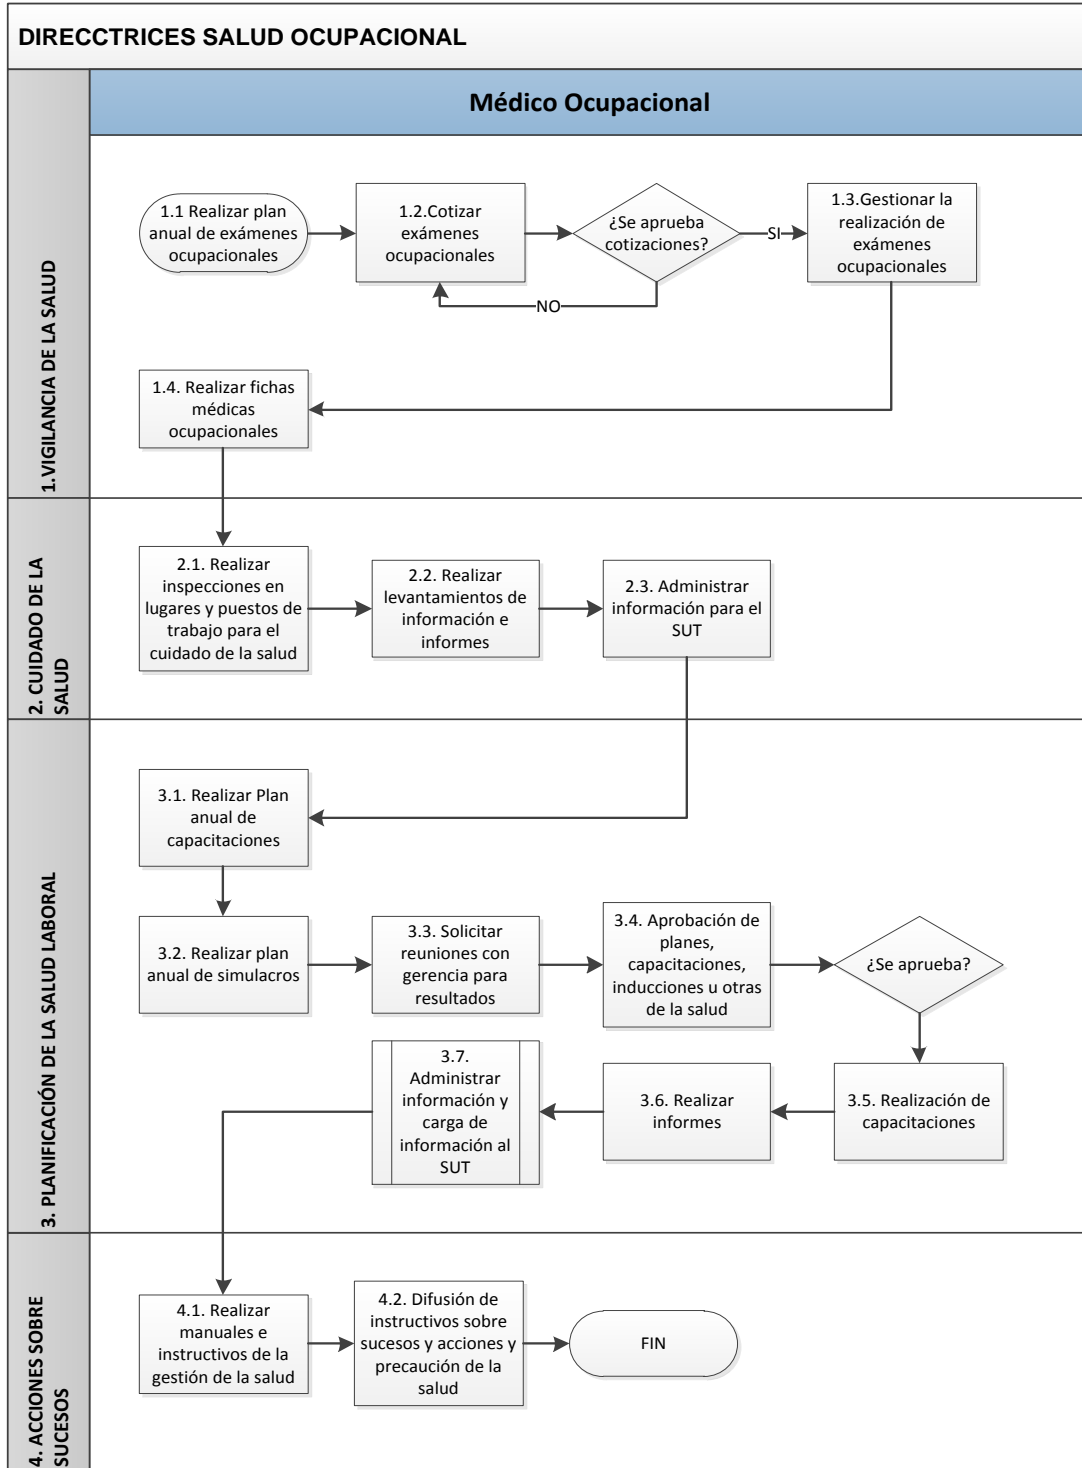 DIRECCTRICES SALUD OCUPACIONAL
Médico Ocupacional
1.VIGILANCIA DE LA SALUD
1.1 Realizar plan
anual de exámenes
ocupacionales
1.2.Cotizar
exámenes
ocupacionales
¿Se aprueba
cotizaciones?
SI
NO
1.3.Gestionar la
realización de
exámenes
ocupacionales
1.4. Realizar fichas
médicas
ocupacionales
2. CUIDADO DE LA
SALUD
2.1. Realizar
inspecciones en
lugares y puestos de
trabajo para el
cuidado de la salud
2.2. Realizar
levantamientos de
información e
informes
2.3. Administrar
información para el
SUT
3. PLANIFICACIÓN DE LA SALUD LABORAL
3.1. Realizar Plan
anual de
capacitaciones
3.2. Realizar plan
anual de simulacros
3.3. Solicitar
reuniones con
gerencia para
resultados
3.4. Aprobación de
planes,
capacitaciones,
inducciones u otras
de la salud
¿Se aprueba?
3.5. Realización de
capacitaciones
3.6. Realizar
informes
3.7.
Administrar
información y
carga de
información al
SUT
4. ACCIONES SOBRE
SUCESOS
4.1. Realizar
manuales e
instructivos de la
gestión de la salud
4.2. Difusión de
instructivos sobre
sucesos y acciones y
precaución de la
salud
FIN